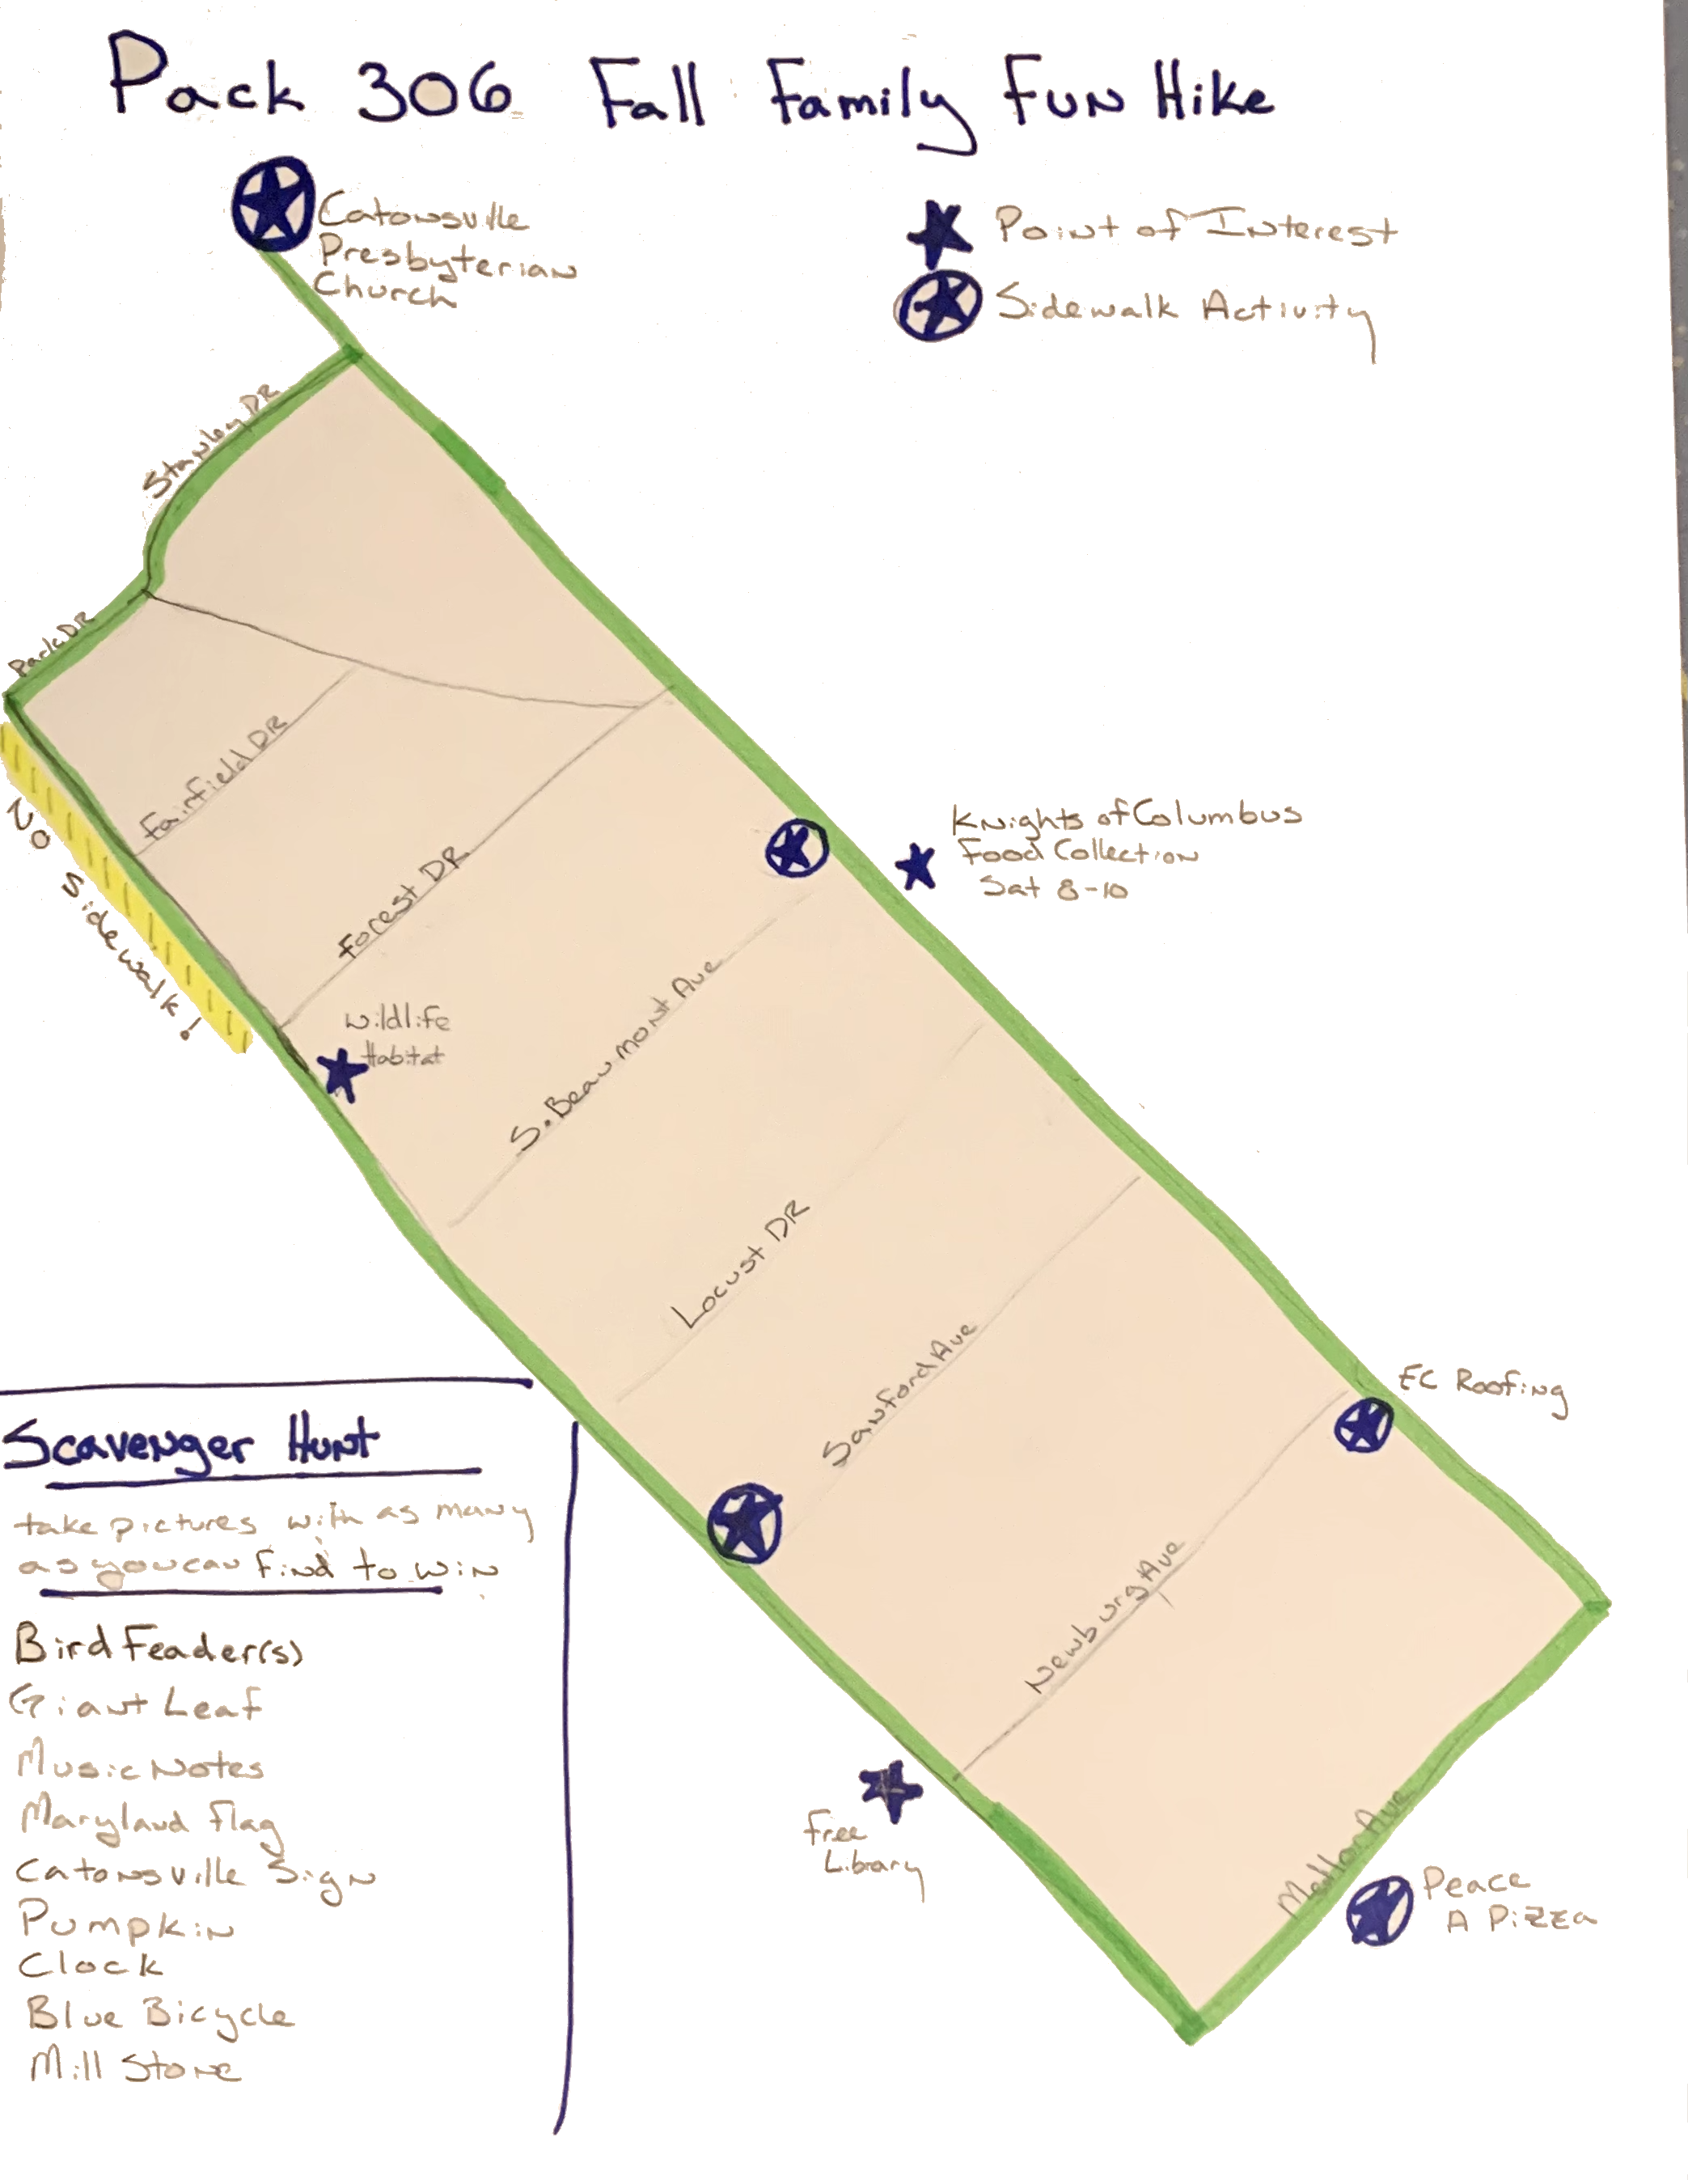 Pack 306 Fall Family Fun Hike
Catonsville
Presbyterian
Church
Point of Interest
Sidewalk Activity
Stanley DR
Park DR
Fairfield DR
No Sidewalk!
Forest DR
Knights of Columbus
Food Collection
Sat 8-10
Wildlife
Habitat
S. Beaumont Ave
Locust DR
Sanford Ave
EC Roofing
Newburg Ave
Free
Library
Mellor Ave
Peace
A Pizza
Scavenger Hunt
take pictures with as many
as you can find to win
Bird Feader(s)
Giant Leaf
Music Notes
Maryland Flag
Catonsville Sign
Pumpkin
Clock
Blue Bicycle
Mill Stone